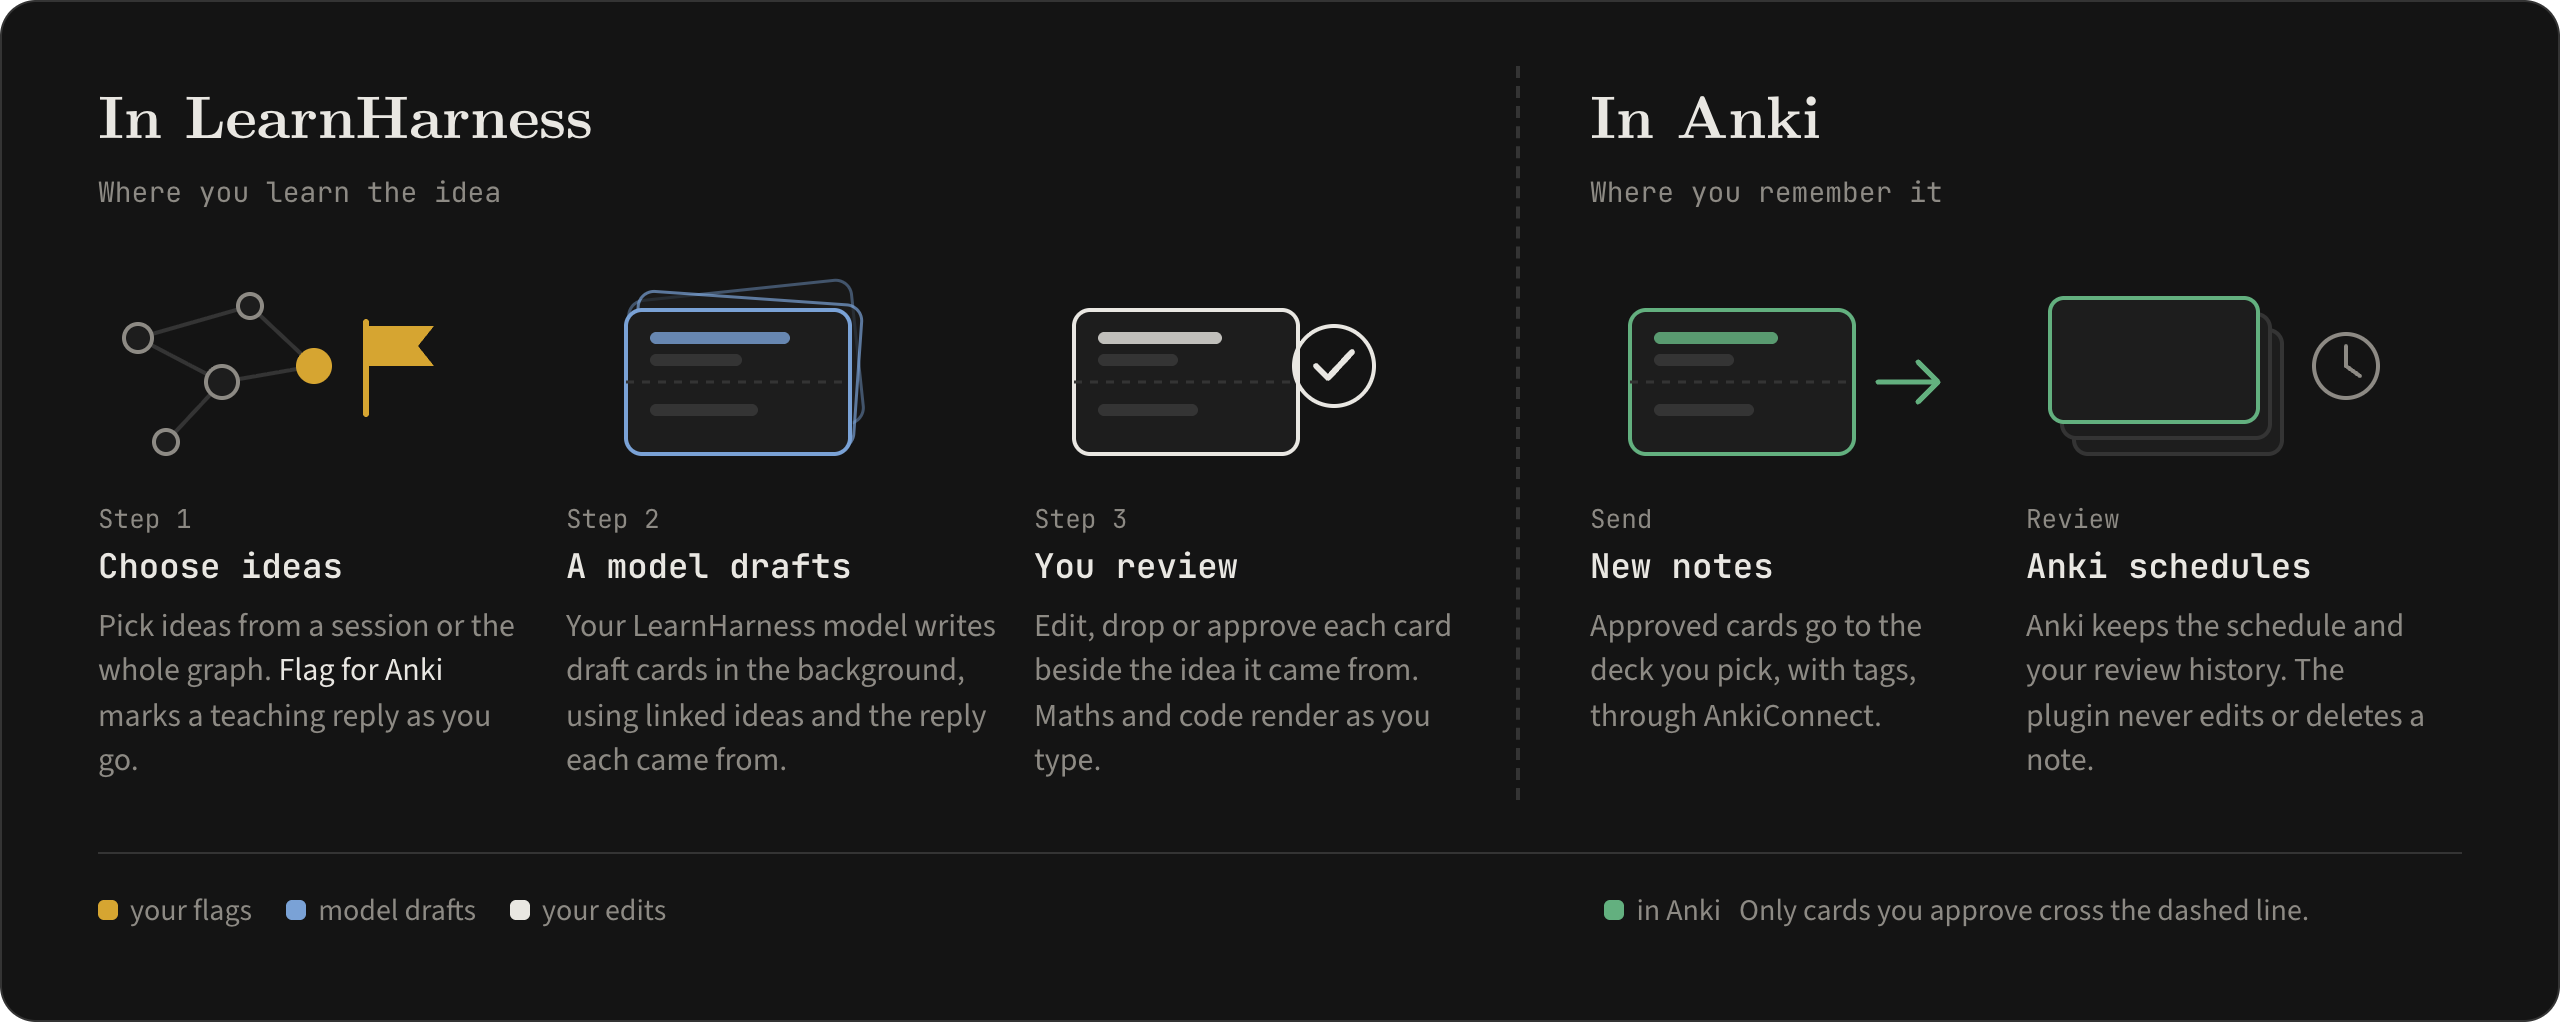 In LearnHarness
Where you learn the idea
Step 1
Choose ideas
Pick ideas from a session or the
whole graph. Flag for Anki
marks a teaching reply as you
go.
Step 2
A model drafts
Your LearnHarness model writes
draft cards in the background,
using linked ideas and the reply
each came from.
Step 3
You review
Edit, drop or approve each card
beside the idea it came from.
Maths and code render as you
type.
In Anki
Where you remember it
Send
New notes
Approved cards go to the
deck you pick, with tags,
through AnkiConnect.
Review
Anki schedules
Anki keeps the schedule and
your review history. The
plugin never edits or deletes a
note.
your flags
model drafts
your edits
in Anki
Only cards you approve cross the dashed line.